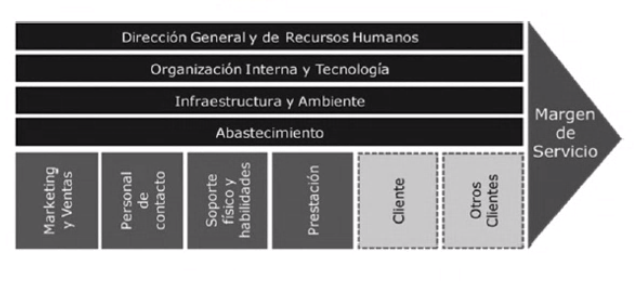 Dirección General y de Recursos Humanos
Organización Interna y Tecnología
Infraestructura y Ambiente
Abastecimiento
Marketing
y Ventas
Personal
de
contacto
Soporte
físico y
habilidades
Prestación
Cliente
Otros
Clientes
Margen
de
Servicio